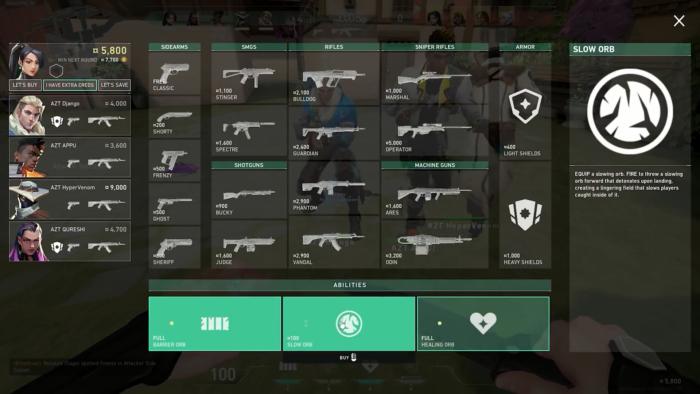 5,800
MIN NEXT ROUND 7,700
LET'S BUY
I HAVE EXTRA CREDS
LET'S SAVE
AZT Django 4,000
AZT APPU 3,600
AZT HyperVenom 9,000
AZT QURESHI 4,700
SIDEARMS
FREE
CLASSIC
200
SHORTY
500
FRENZY
500
GHOST
SHERIFF
SMGS
1,100
STINGER
1,600
SPECTRE
SHOTGUNS
900
BUCKY
1,600
JUDGE
RIFLES
2,100
BULLDOG
2,400
GUARDIAN
2,900
PHANTOM
2,900
VANDAL
SNIPER RIFLES
1,000
MARSHAL
5,000
OPERATOR
MACHINE GUNS
1,600
ARES
3,200
ODIN
ARMOR
400
LIGHT SHIELDS
1,000
HEAVY SHIELDS
ABILITIES
FULL
BARRIER ORB
100
SLOW ORB
FULL
HEALING ORB
BUY
SLOW ORB
EQUIP a slowing orb. FIRE to throw a slowing
orb forward that detonates upon landing,
creating a lingering field that slows players
caught inside of it.
100
5,800